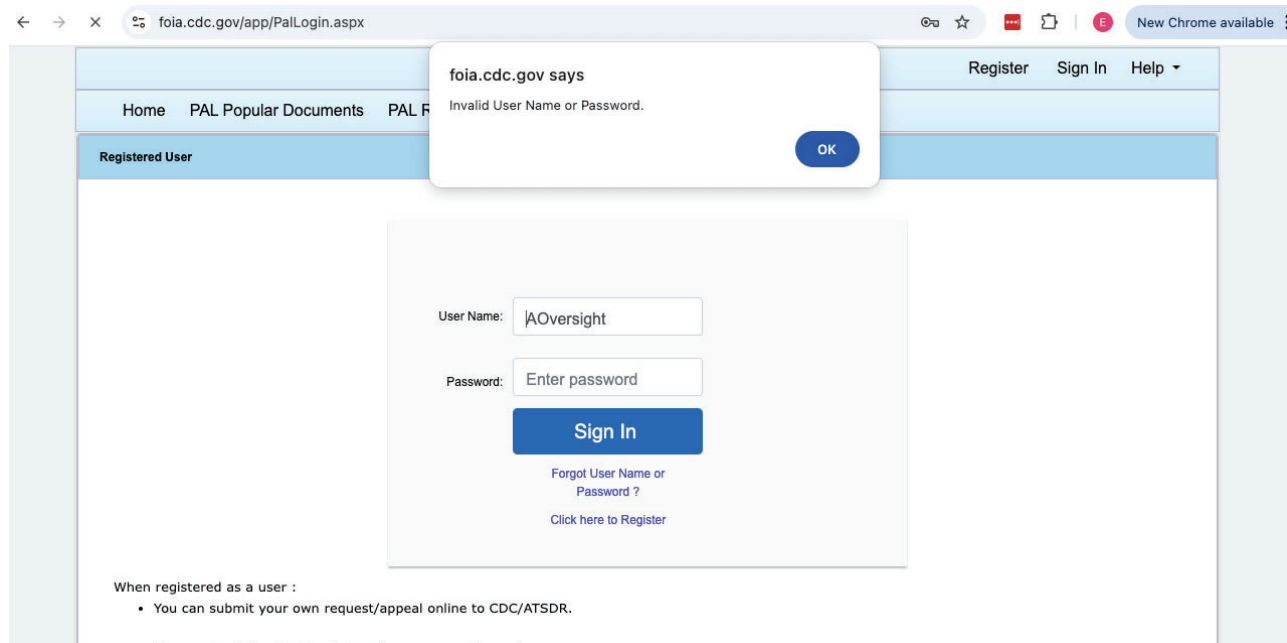 foia.cdc.gov/app/PalLogin.aspx
E
New Chrome available
foia.cdc.gov says
Invalid User Name or Password.
OK
Register Sign In Help
Home PAL Popular Documents PAL
Registered User
User Name: AOversight
Password: Enter password
Sign In
Forgot User Name or
Password ?
Click here to Register
When registered as a user :
• You can submit your own request/appeal online to CDC/ATSDR.